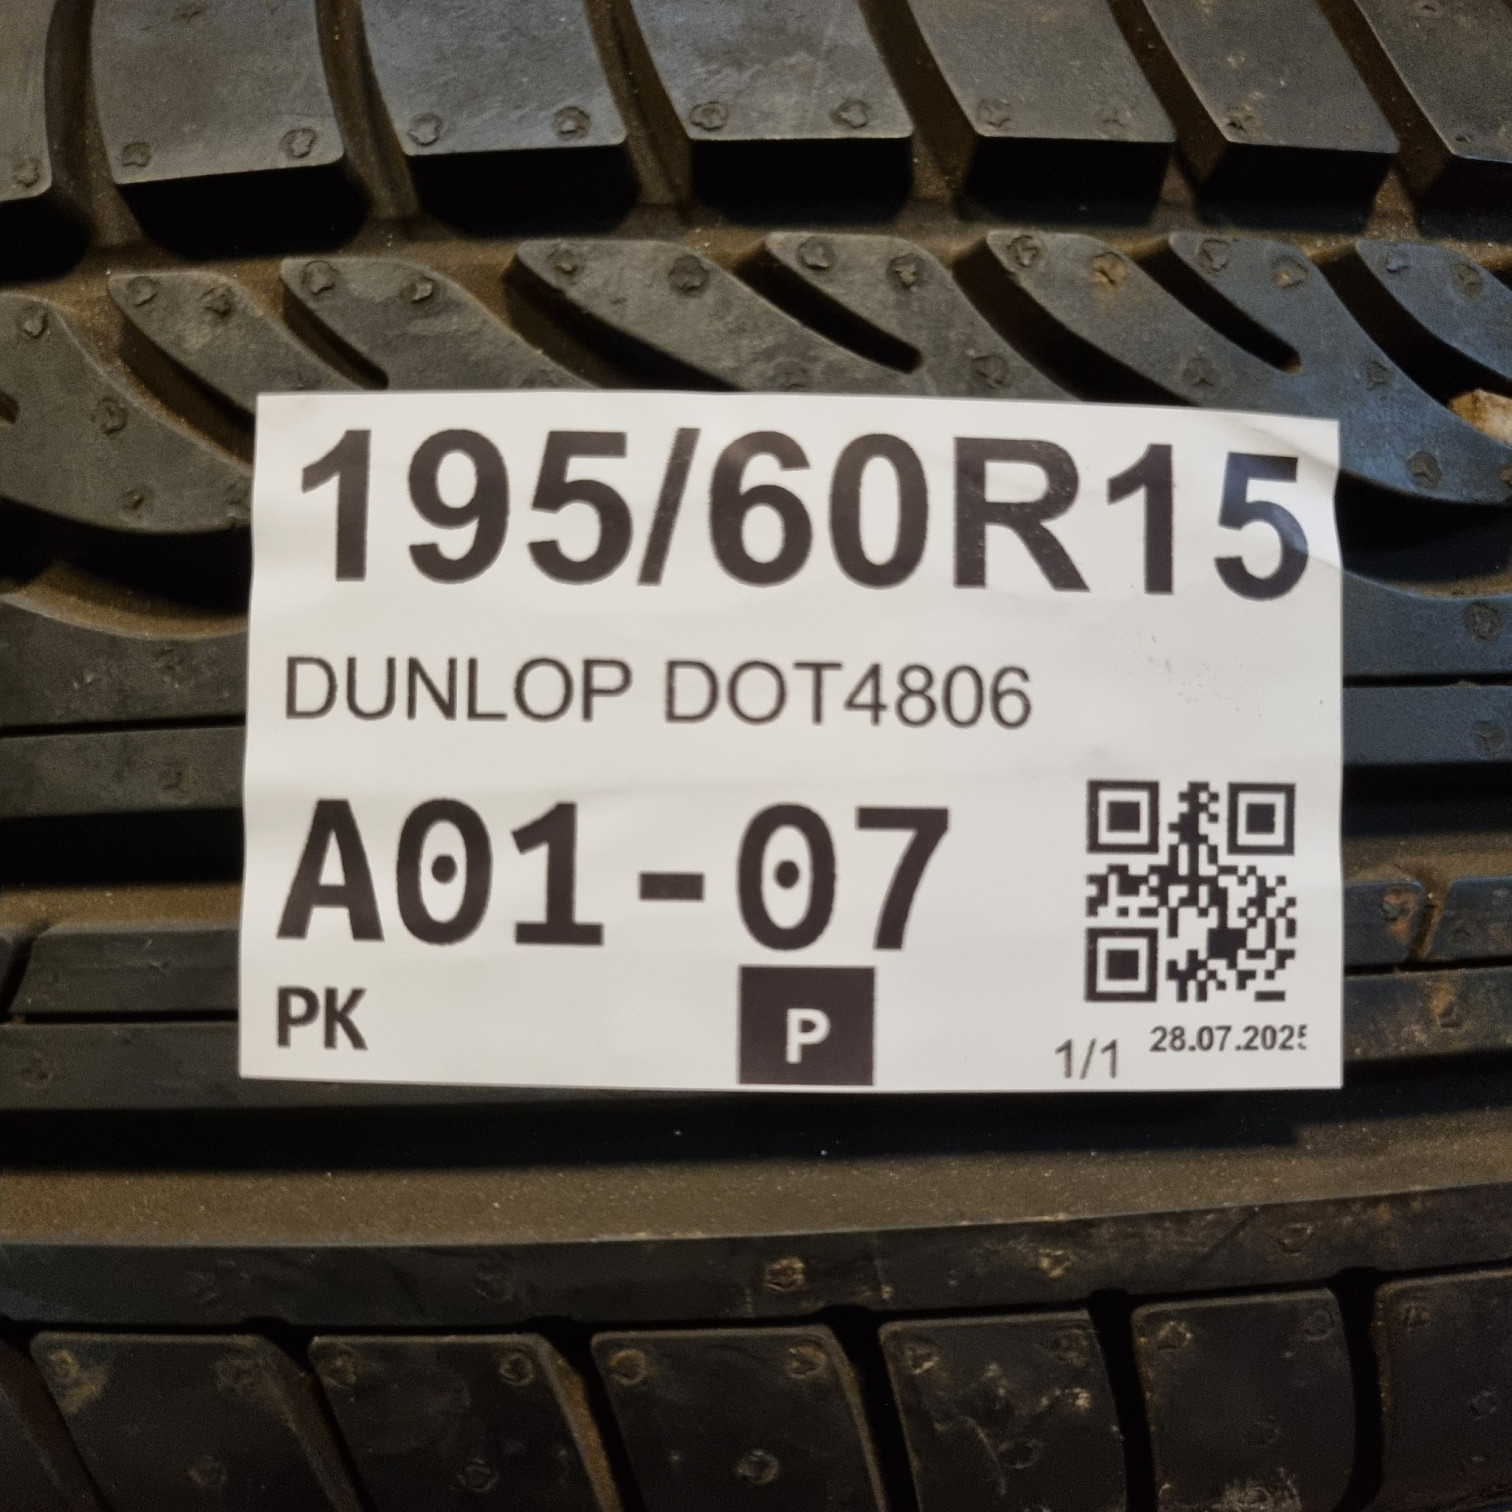 195/60R15
DUNLOP DOT4806
A01-07
PK
P
1/1
28.07.2025